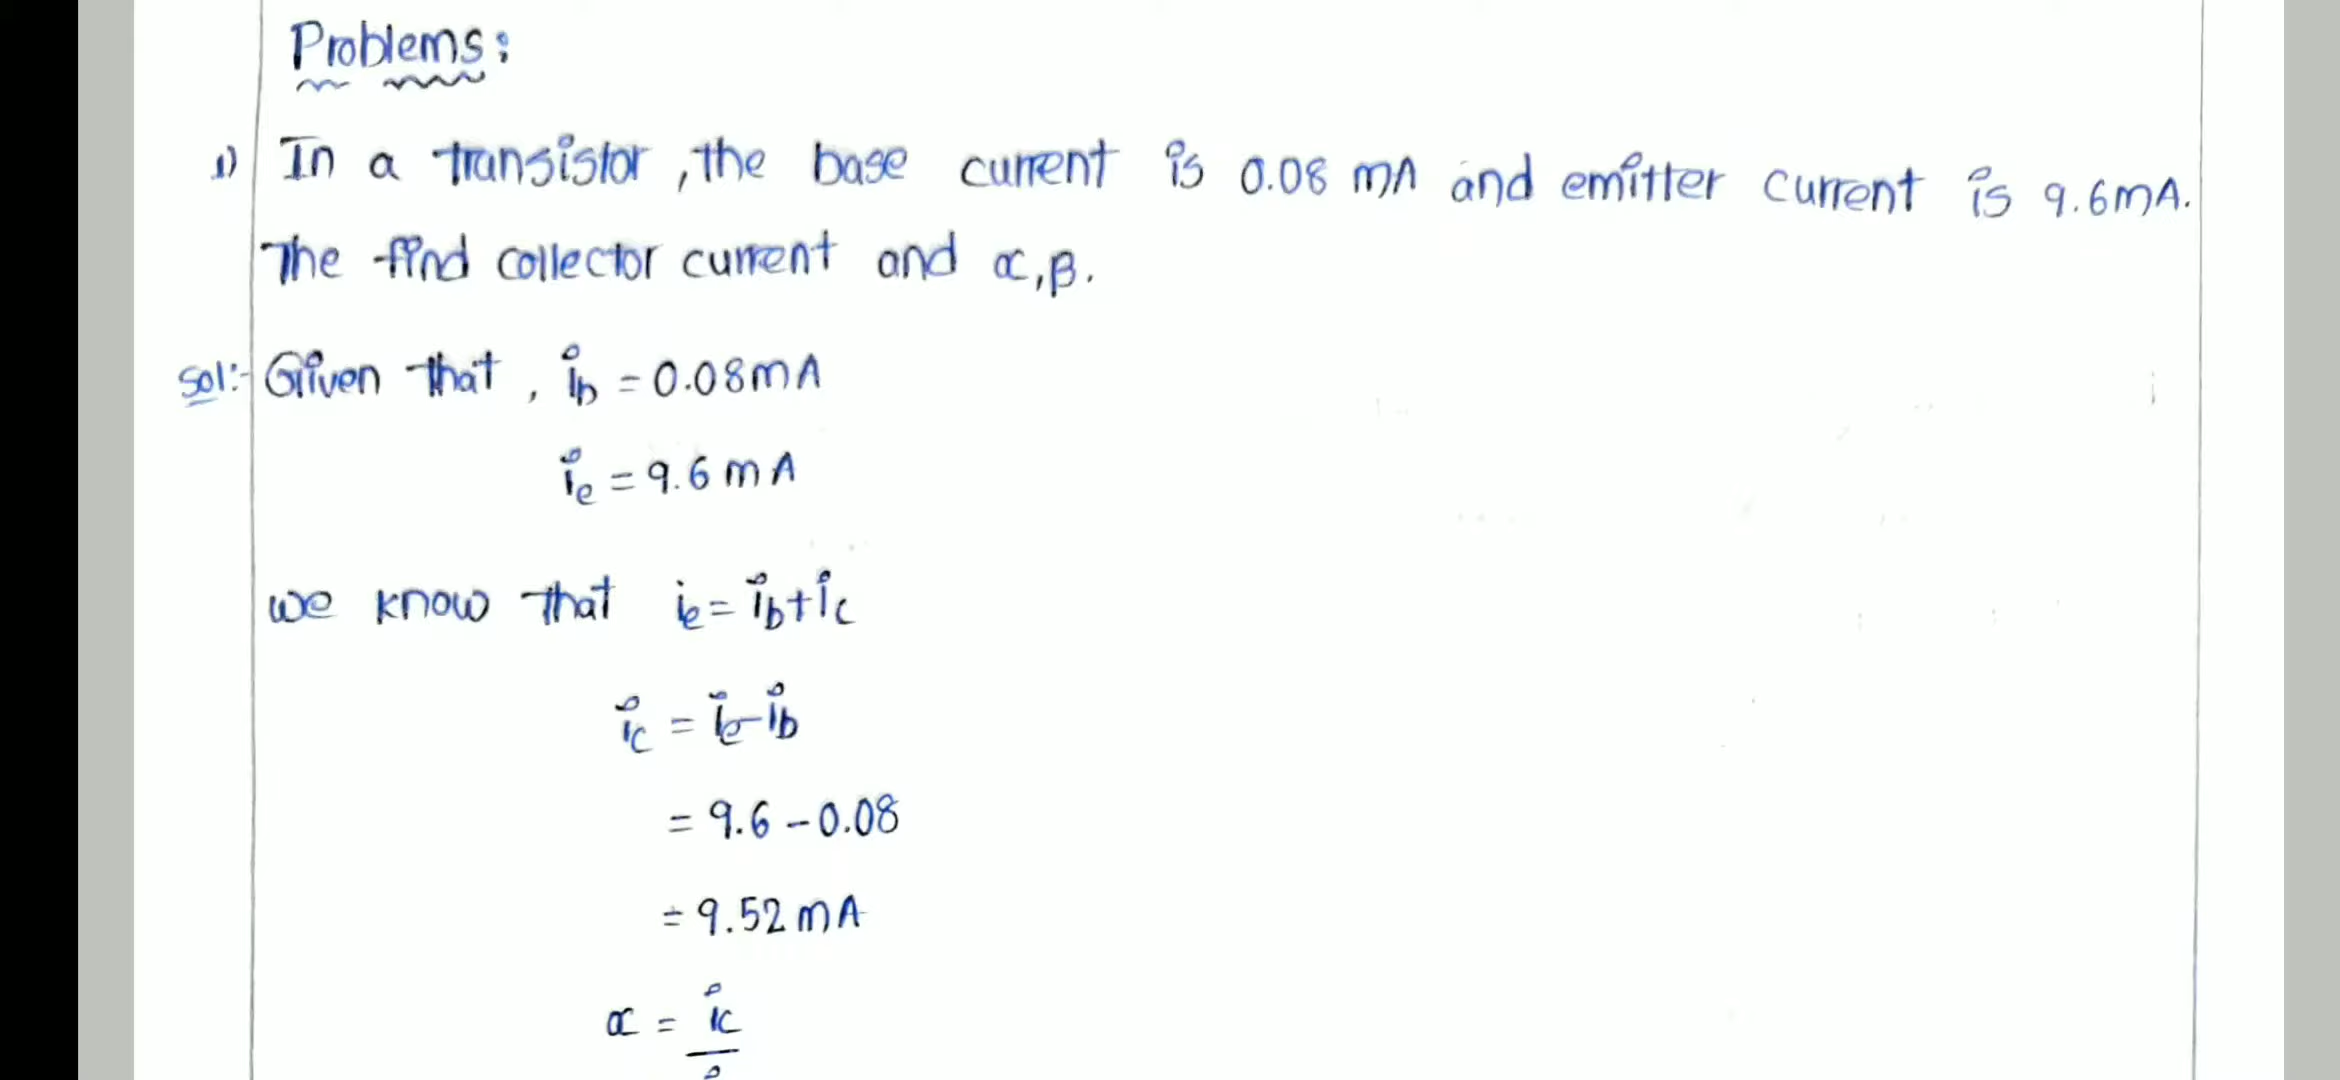 Problems:
1) In a transistor, the base current is 0.08 mA and emitter current is 9.6mA.
The find collector current and α,β.
Sol:- Given that, ib = 0.08mA
ie = 9.6 mA
we know that ie = ib+ic
ic = ie-ib
= 9.6 - 0.08
= 9.52 mA
α = ic